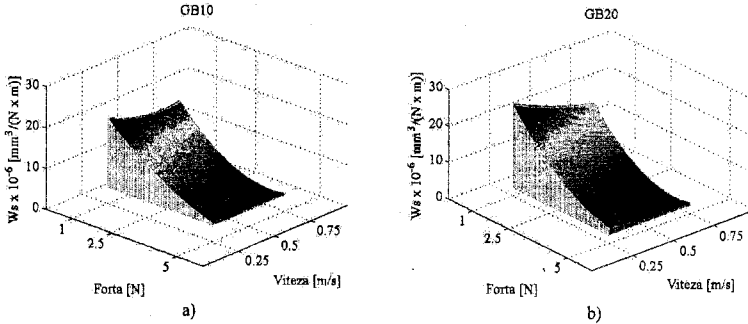 GB10
Ws x 10⁻⁶ [mm³/(N x m)]
30
20
10
0
1
2.5
5
Forta [N]
0.25
0.5
0.75
Viteza [m/s]
a)
GB20
Ws x 10⁻⁶ [mm³/(N x m)]
30
20
10
0
1
2.5
5
Forta [N]
0.25
0.5
0.75
Viteza [m/s]
b)